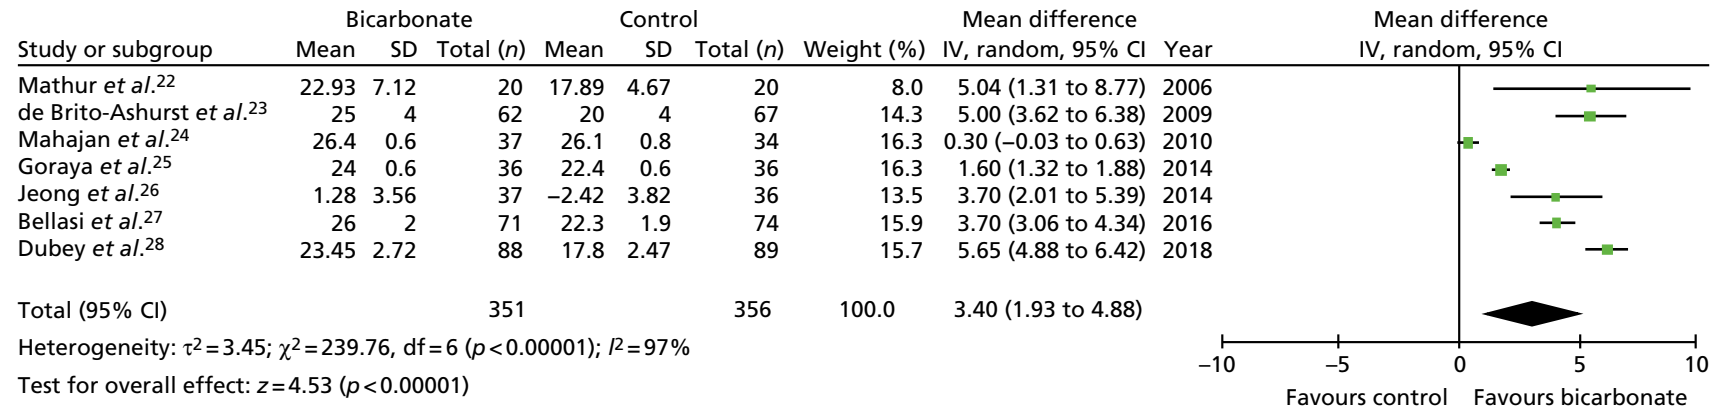 Bicarbonate Control Mean difference Mean difference
Study or subgroup Mean SD Total (n) Mean SD Total (n) Weight (%) IV, random, 95% CI Year IV, random, 95% CI
Mathur et al.22 22.93 7.12 20 17.89 4.67 20 8.0 5.04 (1.31 to 8.77) 2006
de Brito-Ashurst et al.23 25 4 62 20 4 67 14.3 5.00 (3.62 to 6.38) 2009
Mahajan et al.24 26.4 0.6 37 26.1 0.8 34 16.3 0.30 (−0.03 to 0.63) 2010
Goraya et al.25 24 0.6 36 22.4 0.6 36 16.3 1.60 (1.32 to 1.88) 2014
Jeong et al.26 1.28 3.56 37 −2.42 3.82 36 13.5 3.70 (2.01 to 5.39) 2014
Bellasi et al.27 26 2 71 22.3 1.9 74 15.9 3.70 (3.06 to 4.34) 2016
Dubey et al.28 23.45 2.72 88 17.8 2.47 89 15.7 5.65 (4.88 to 6.42) 2018
Total (95% CI) 351 356 100.0 3.40 (1.93 to 4.88)
Heterogeneity: τ2=3.45; χ2=239.76, df=6 (p<0.00001); I2=97%
Test for overall effect: z=4.53 (p<0.00001)
−10 −5 0 5 10
Favours control Favours bicarbonate